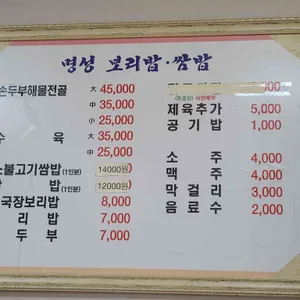 명성 보리밥·쌈밥
손두부해물전골 大 45,000
中 35,000
小 25,000
수육 大 35,000
中 25,000
불고기쌈밥(1인분) 14000원
밥(1인분) 12000원
국장보리밥 8,000
리밥 7,000
두부 7,000
제육추가 5,000
공기밥 1,000
소주 4,000
맥주 4,000
막걸리 3,000
음료수 2,000